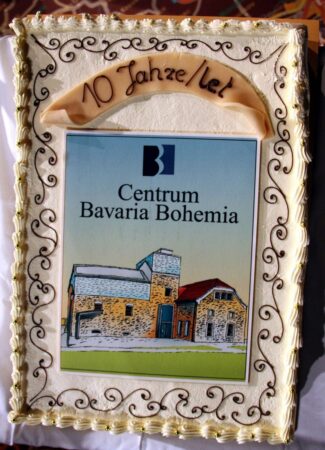 10 Jahre/let
B
Centrum
Bavaria Bohemia